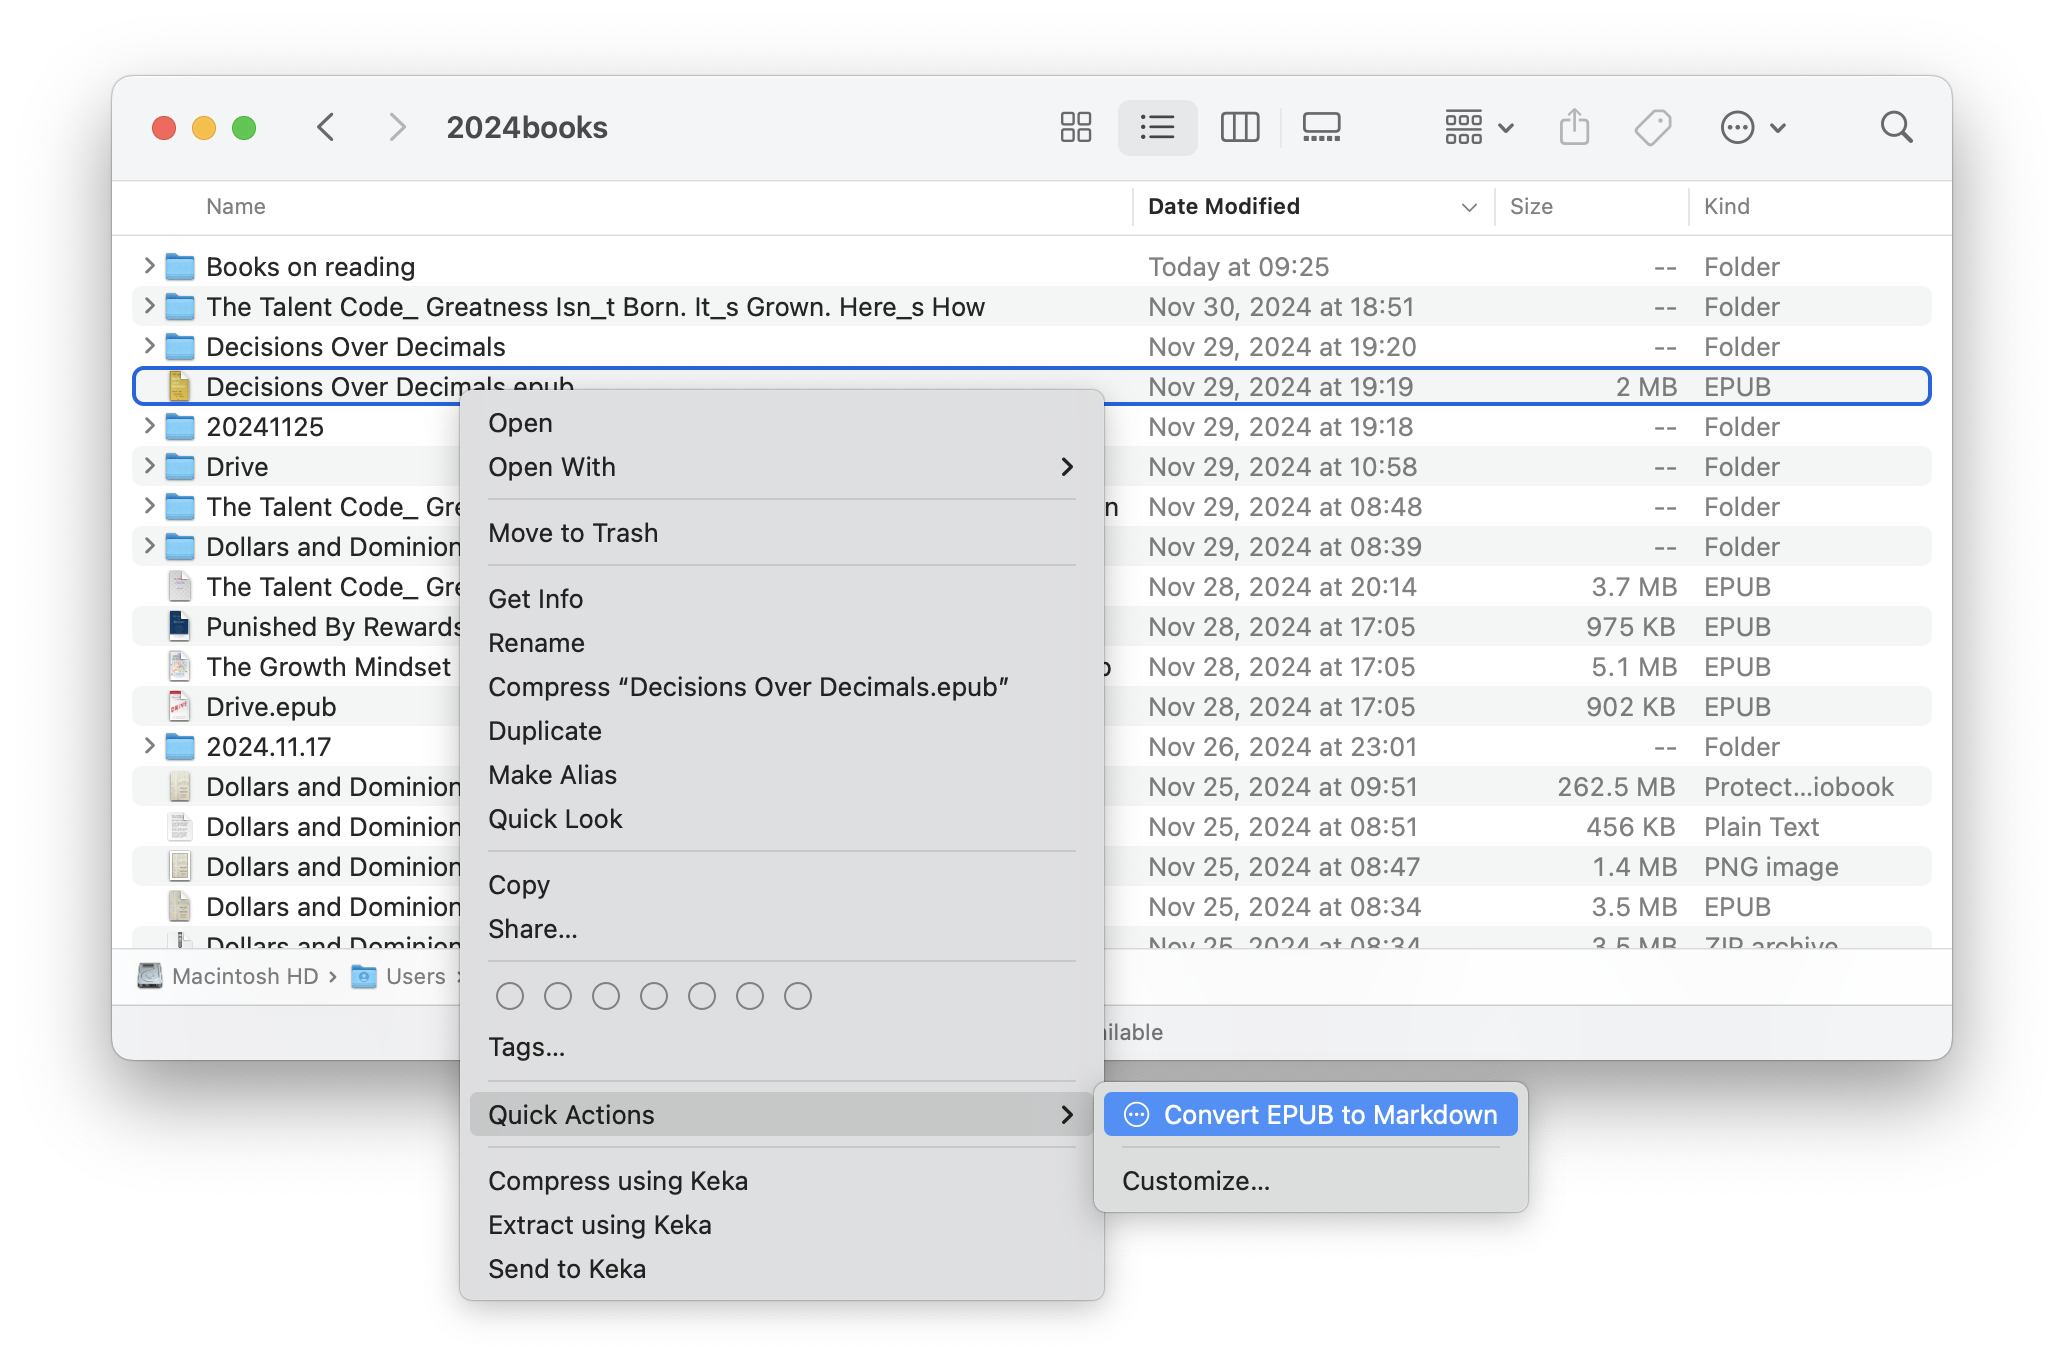 2024books
Name Date Modified Size Kind
Books on reading Today at 09:25 -- Folder
The Talent Code_ Greatness Isn_t Born. It_s Grown. Here_s How Nov 30, 2024 at 18:51 -- Folder
Decisions Over Decimals Nov 29, 2024 at 19:20 -- Folder
Decisions Over Decimals.epub Nov 29, 2024 at 19:19 2 MB EPUB
20241125 Nov 29, 2024 at 19:18 -- Folder
Drive Nov 29, 2024 at 10:58 -- Folder
The Talent Code_ Gre n Nov 29, 2024 at 08:48 -- Folder
Dollars and Dominion Nov 29, 2024 at 08:39 -- Folder
The Talent Code_ Gre Nov 28, 2024 at 20:14 3.7 MB EPUB
Punished By Rewards Nov 28, 2024 at 17:05 975 KB EPUB
The Growth Mindset Nov 28, 2024 at 17:05 5.1 MB EPUB
Drive.epub Nov 28, 2024 at 17:05 902 KB EPUB
2024.11.17 Nov 26, 2024 at 23:01 -- Folder
Dollars and Dominion Nov 25, 2024 at 09:51 262.5 MB Protect...iobook
Dollars and Dominion Nov 25, 2024 at 08:51 456 KB Plain Text
Dollars and Dominion Nov 25, 2024 at 08:47 1.4 MB PNG image
Dollars and Dominion Nov 25, 2024 at 08:34 3.5 MB EPUB
Dollars and Dominion Nov 25, 2024 at 08:34 3.5 MB ZIP archive
Macintosh HD › Users ›
ilable
Open
Open With
Move to Trash
Get Info
Rename
Compress “Decisions Over Decimals.epub”
Duplicate
Make Alias
Quick Look
Copy
Share...
Tags...
Quick Actions
Compress using Keka
Extract using Keka
Send to Keka
Convert EPUB to Markdown
Customize...